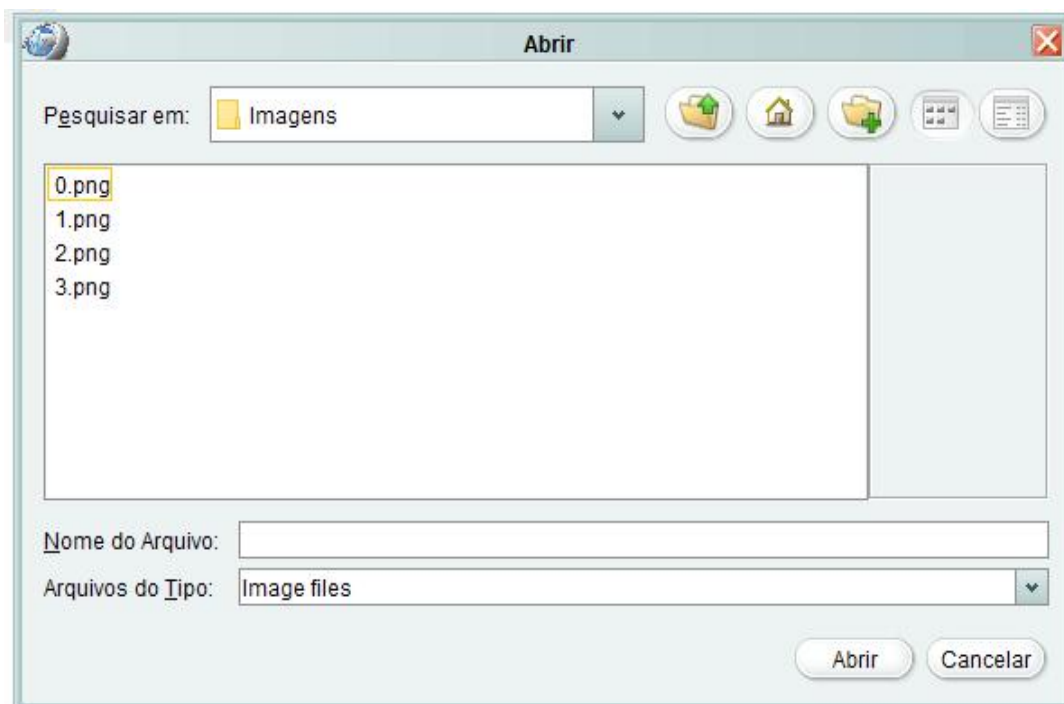 Abrir
Pesquisar em: Imagens
0.png
1.png
2.png
3.png
Nome do Arquivo:
Arquivos do Tipo: Image files
Abrir Cancelar